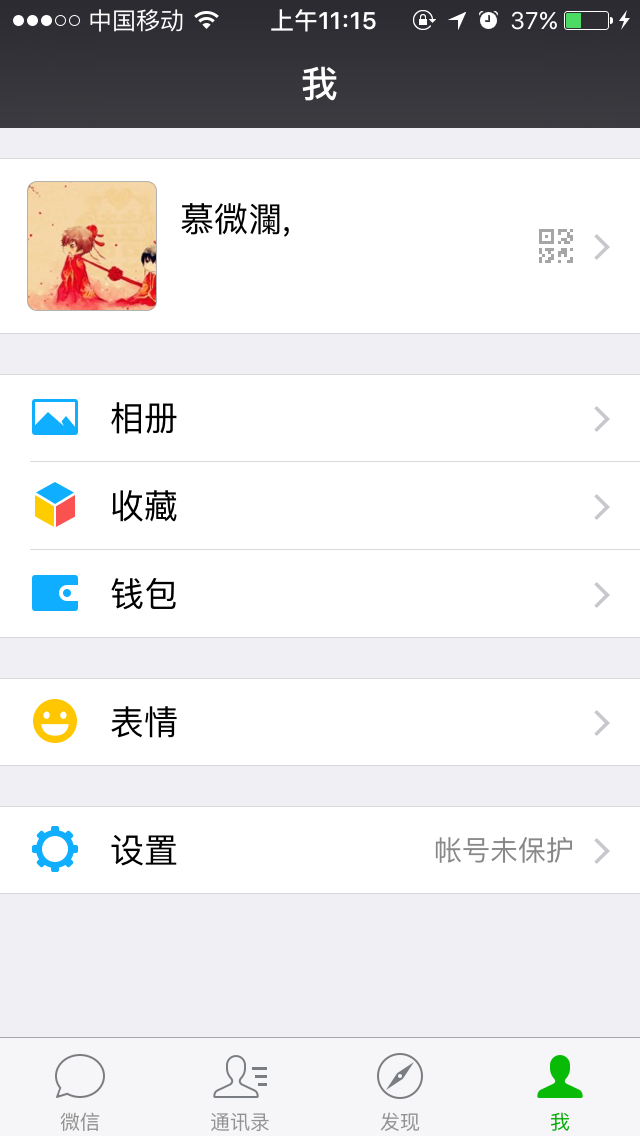 中国移动 上午11:15 37%
我
慕微瀾,
相册
收藏
钱包
表情
设置 帐号未保护
微信 通讯录 发现 我